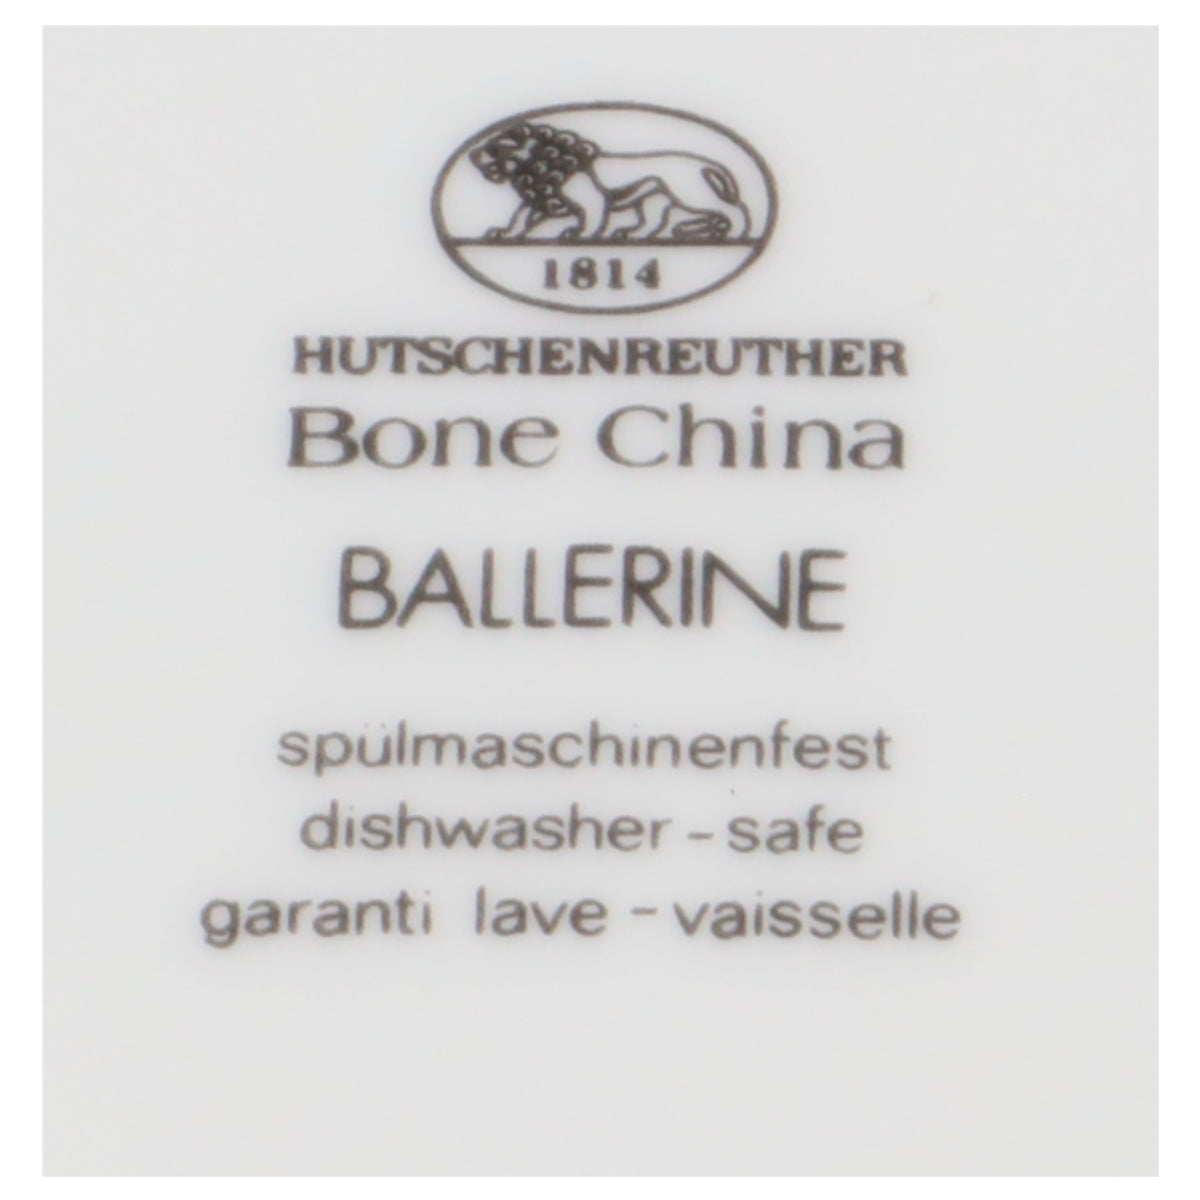 1814
HUTSCHENREUTHER
Bone China
BALLERINE
spülmaschinenfest
dishwasher-safe
garanti lave-vaisselle